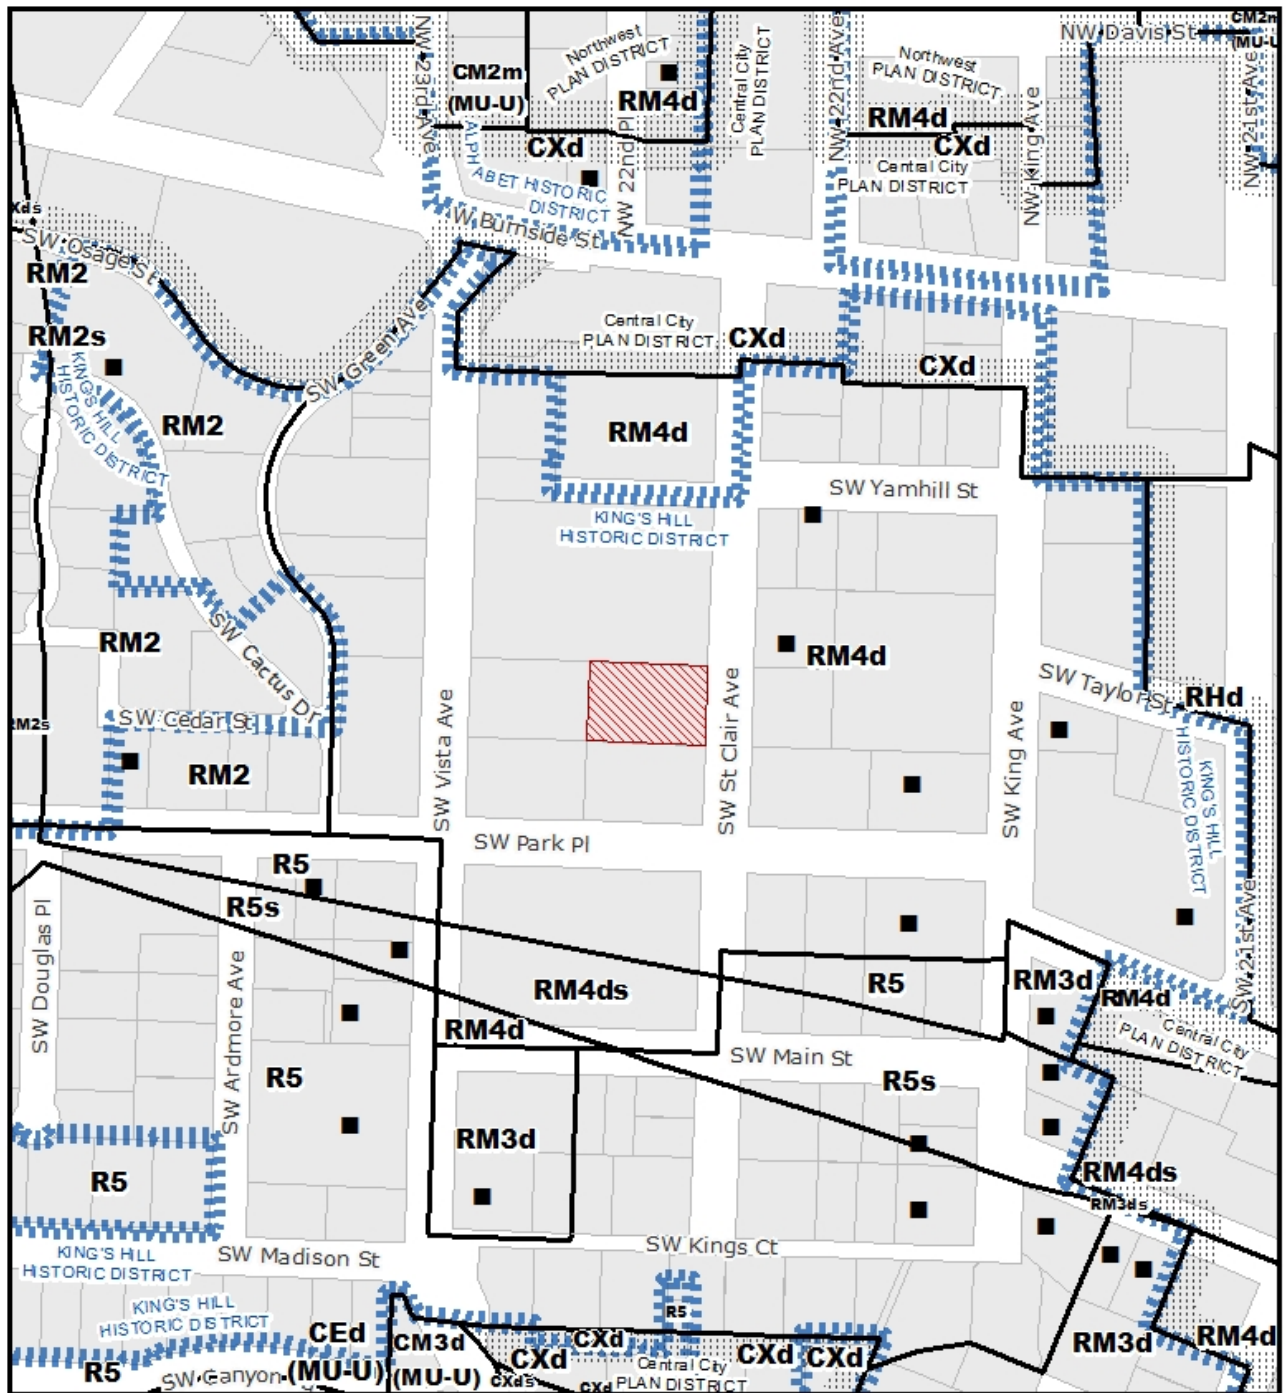 NW 23rd Ave
CM2m
(MU-U)
Northwest
PLAN DISTRICT
RM4d
Central City
PLAN DISTRICT
NW 22nd Ave
Northwest
PLAN DISTRICT
NW Davis St
(MU-U
NW 21st Ave
RM4d
CXd
Central City
PLAN DISTRICT
NW King Ave
CXd
NW 22nd Pl
ALPHABET HISTORIC
DISTRICT
W Burnside St
Xds
SW Osage St
RM2
RM2s
KING'S HILL
HISTORIC DISTRICT
RM2
SW Green Ave
Central City
PLAN DISTRICT
CXd
CXd
RM4d
SW Yamhill St
KING'S HILL
HISTORIC DISTRICT
RM2
SW Cactus Dr
RM4d
SW Taylor St
RHd
RM2s
SW Cedar St
RM2
SW Vista Ave
SW St Clair Ave
SW King Ave
KING'S HILL
HISTORIC DISTRICT
SW Park Pl
R5
R5s
SW Douglas Pl
SW Ardmore Ave
RM4ds
R5
RM3d
RM4d
SW 21st Ave
RM4d
Central City
PLAN DISTRICT
SW Main St
R5
R5s
RM3d
RM4ds
RM3ds
R5
KING'S HILL
HISTORIC DISTRICT
SW Madison St
SW Kings Ct
KING'S HILL
HISTORIC DISTRICT
R5
CEd
(MU-U)
CM3d
(MU-U)
CXd
CXd
CXd
CXd
RM3d
RM4d
R5
SW Canyon
CXds
CXd
Central City
PLAN DISTRICT